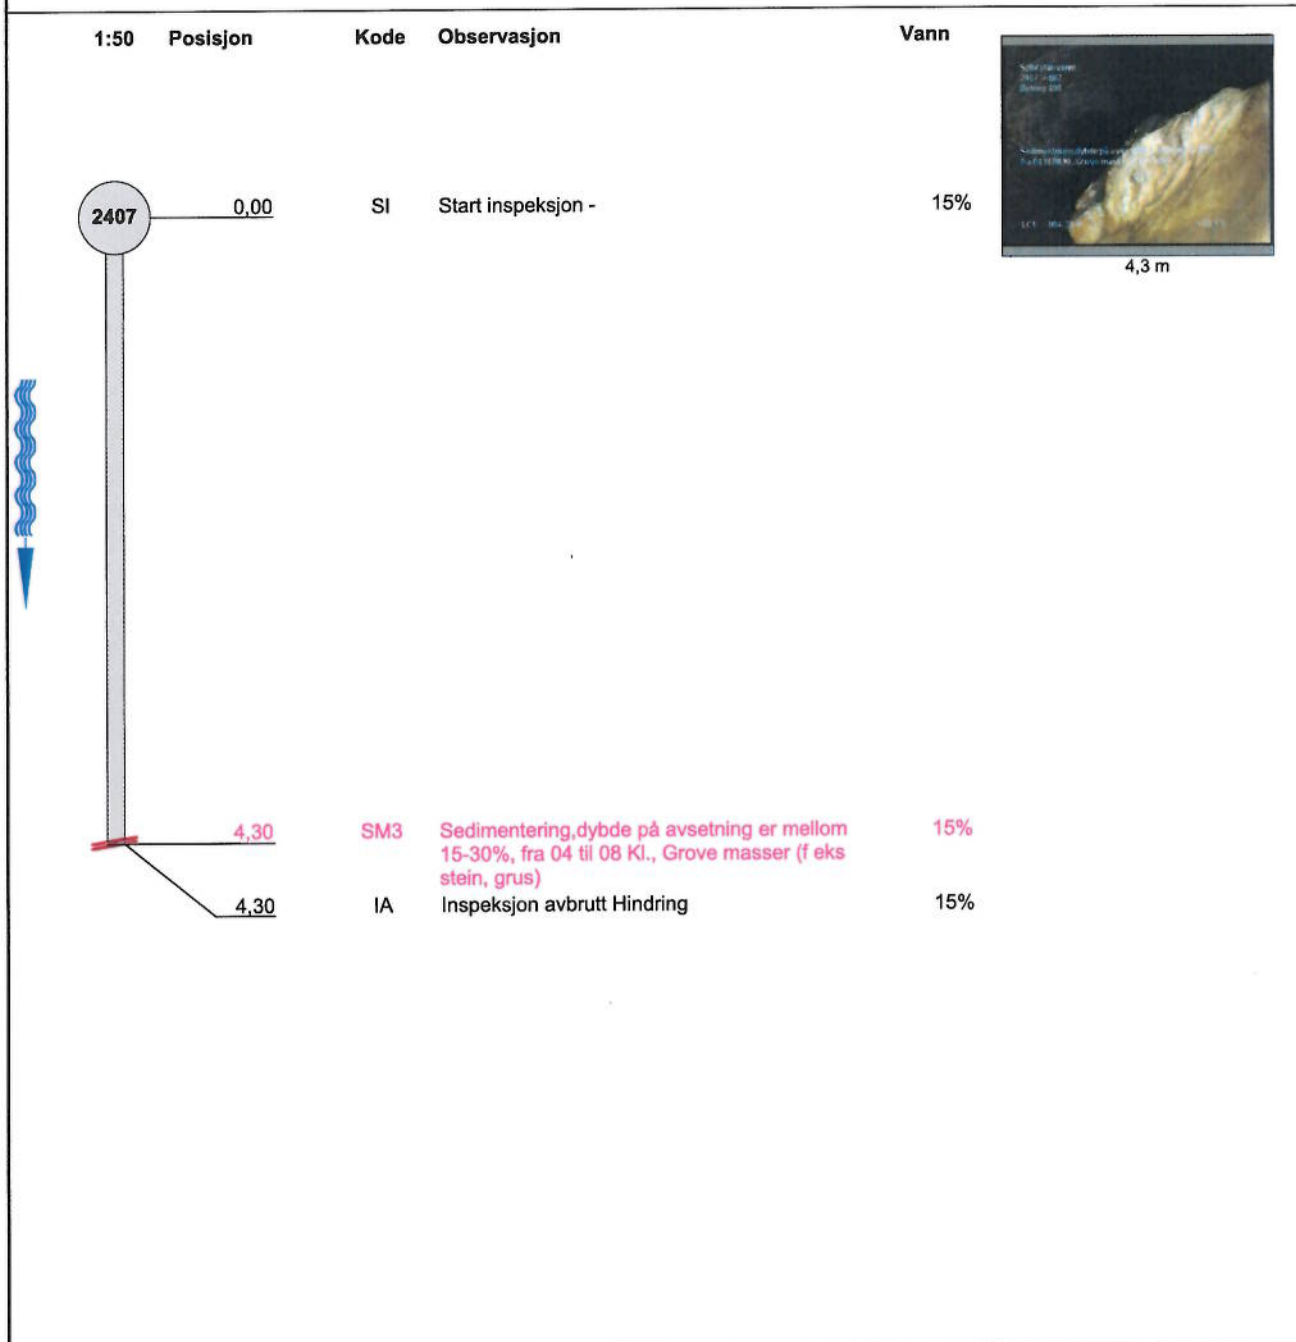 1:50 Posisjon Kode Observasjon Vann
2407 0,00 SI Start inspeksjon - 15%
4,3 m
4,30 SM3 Sedimentering,dybde på avsetning er mellom 15%
15-30%, fra 04 til 08 Kl., Grove masser (f eks
stein, grus)
4,30 IA Inspeksjon avbrutt Hindring 15%